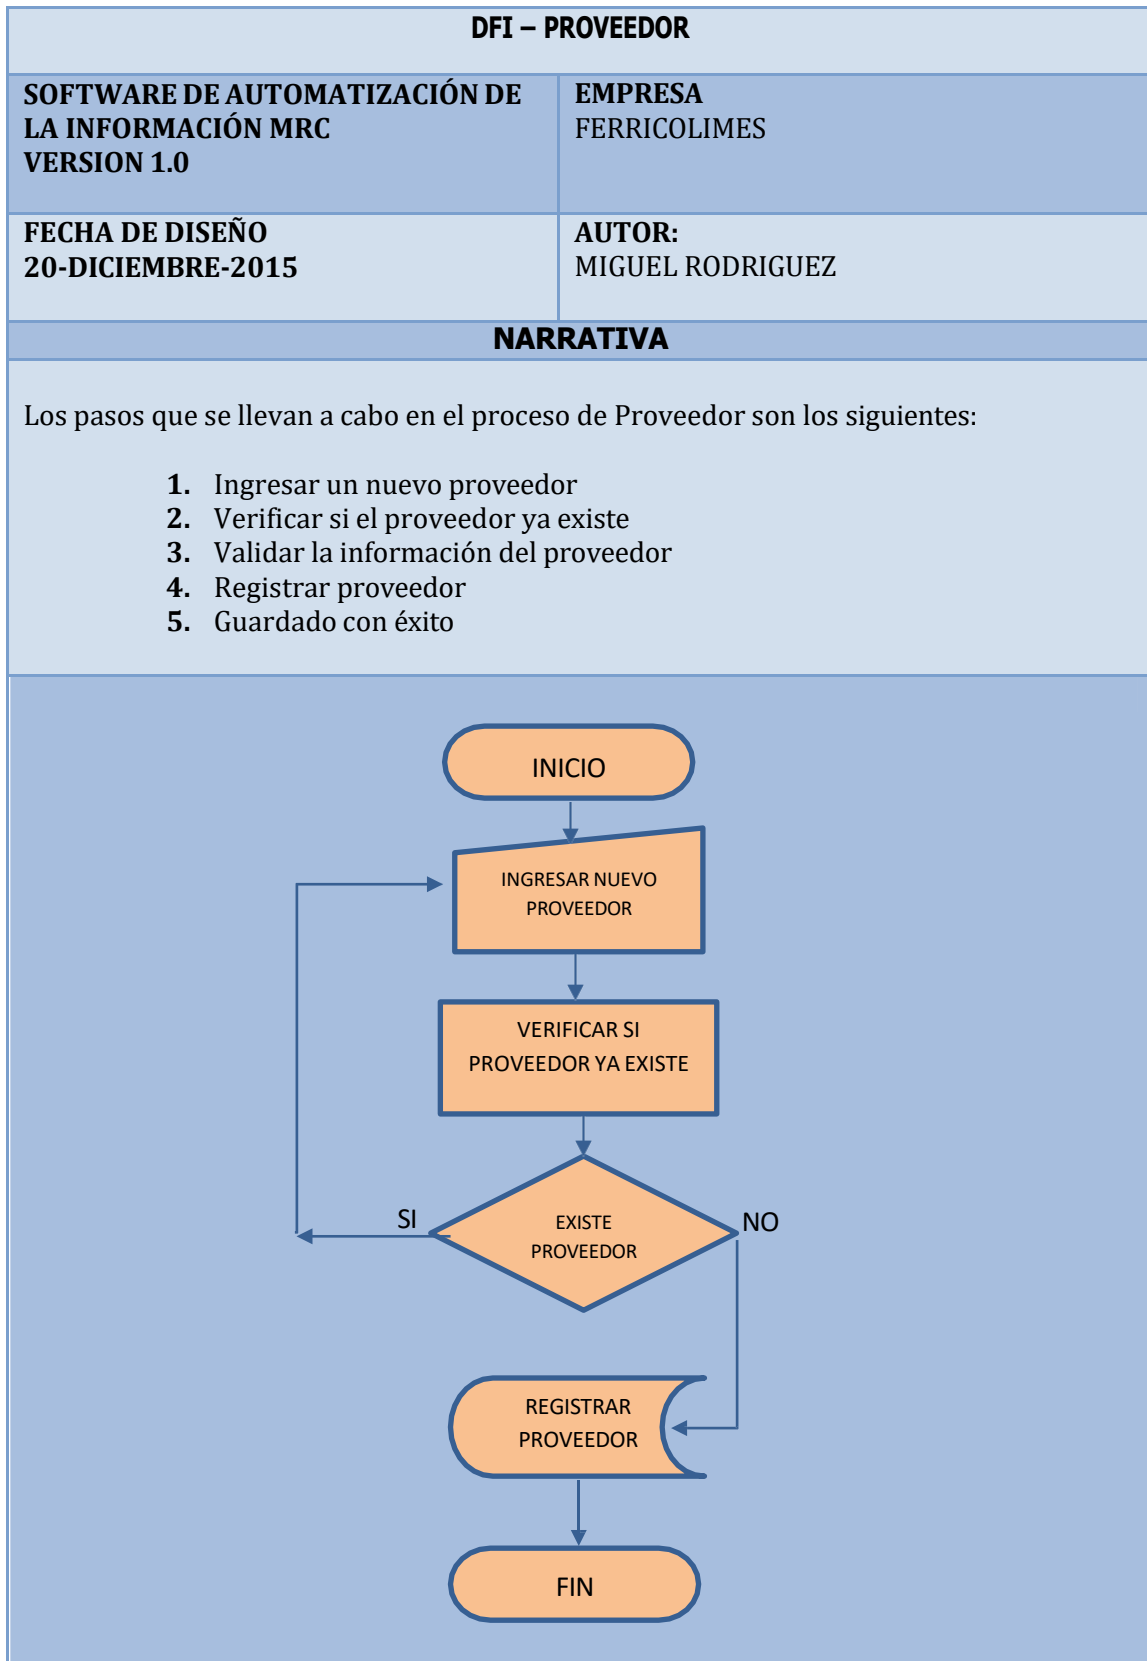 DFI – PROVEEDOR
SOFTWARE DE AUTOMATIZACIÓN DE
LA INFORMACIÓN MRC
VERSION 1.0
EMPRESA
FERRICOLIMES
FECHA DE DISEÑO
20-DICIEMBRE-2015
AUTOR:
MIGUEL RODRIGUEZ
NARRATIVA
Los pasos que se llevan a cabo en el proceso de Proveedor son los siguientes:
1. Ingresar un nuevo proveedor
2. Verificar si el proveedor ya existe
3. Validar la información del proveedor
4. Registrar proveedor
5. Guardado con éxito
INICIO
INGRESAR NUEVO
PROVEEDOR
VERIFICAR SI
PROVEEDOR YA EXISTE
SI
EXISTE
PROVEEDOR
NO
REGISTRAR
PROVEEDOR
FIN